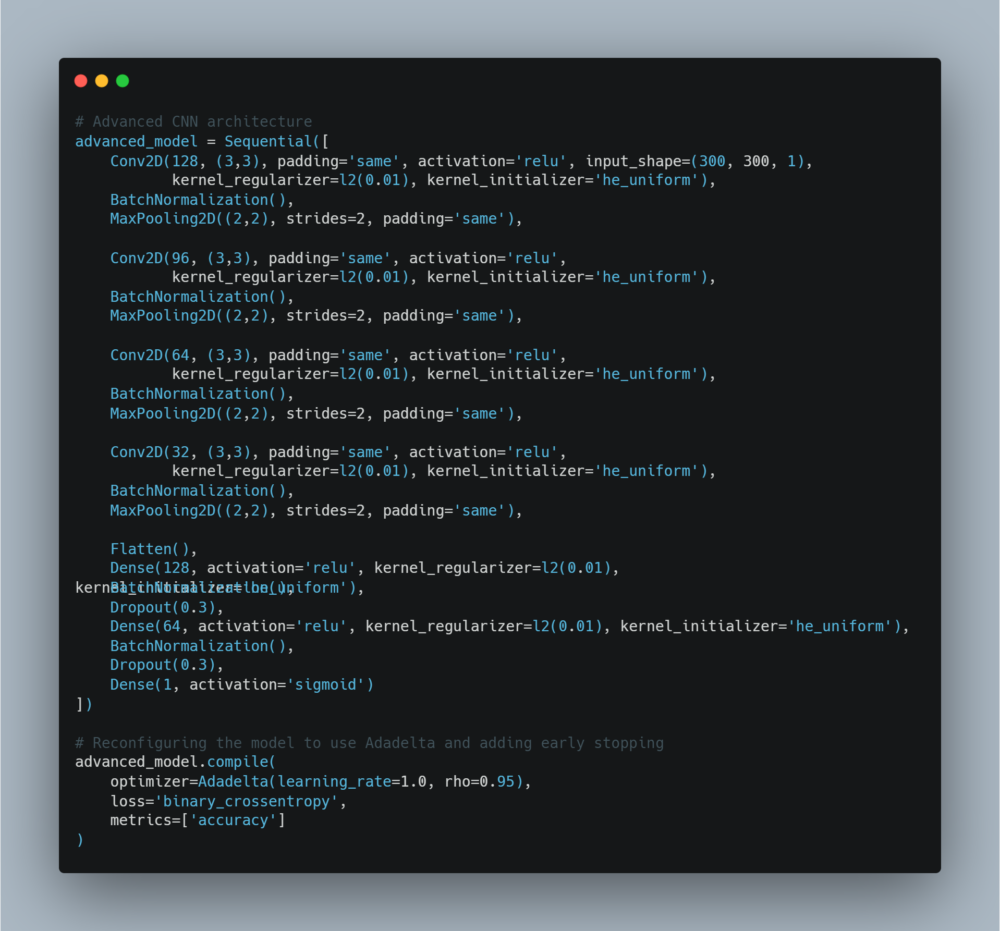 # Advanced CNN architecture
advanced_model = Sequential([
    Conv2D(128, (3,3), padding='same', activation='relu', input_shape=(300, 300, 1),
           kernel_regularizer=l2(0.01), kernel_initializer='he_uniform'),
    BatchNormalization(),
    MaxPooling2D((2,2), strides=2, padding='same'),

    Conv2D(96, (3,3), padding='same', activation='relu',
           kernel_regularizer=l2(0.01), kernel_initializer='he_uniform'),
    BatchNormalization(),
    MaxPooling2D((2,2), strides=2, padding='same'),

    Conv2D(64, (3,3), padding='same', activation='relu',
           kernel_regularizer=l2(0.01), kernel_initializer='he_uniform'),
    BatchNormalization(),
    MaxPooling2D((2,2), strides=2, padding='same'),

    Conv2D(32, (3,3), padding='same', activation='relu',
           kernel_regularizer=l2(0.01), kernel_initializer='he_uniform'),
    BatchNormalization(),
    MaxPooling2D((2,2), strides=2, padding='same'),

    Flatten(),
    Dense(128, activation='relu', kernel_regularizer=l2(0.01),
kernel_initializer='he_uniform'),
    BatchNormalization(),
    Dropout(0.3),
    Dense(64, activation='relu', kernel_regularizer=l2(0.01), kernel_initializer='he_uniform'),
    BatchNormalization(),
    Dropout(0.3),
    Dense(1, activation='sigmoid')
])

# Reconfiguring the model to use Adadelta and adding early stopping
advanced_model.compile(
    optimizer=Adadelta(learning_rate=1.0, rho=0.95),
    loss='binary_crossentropy',
    metrics=['accuracy']
)